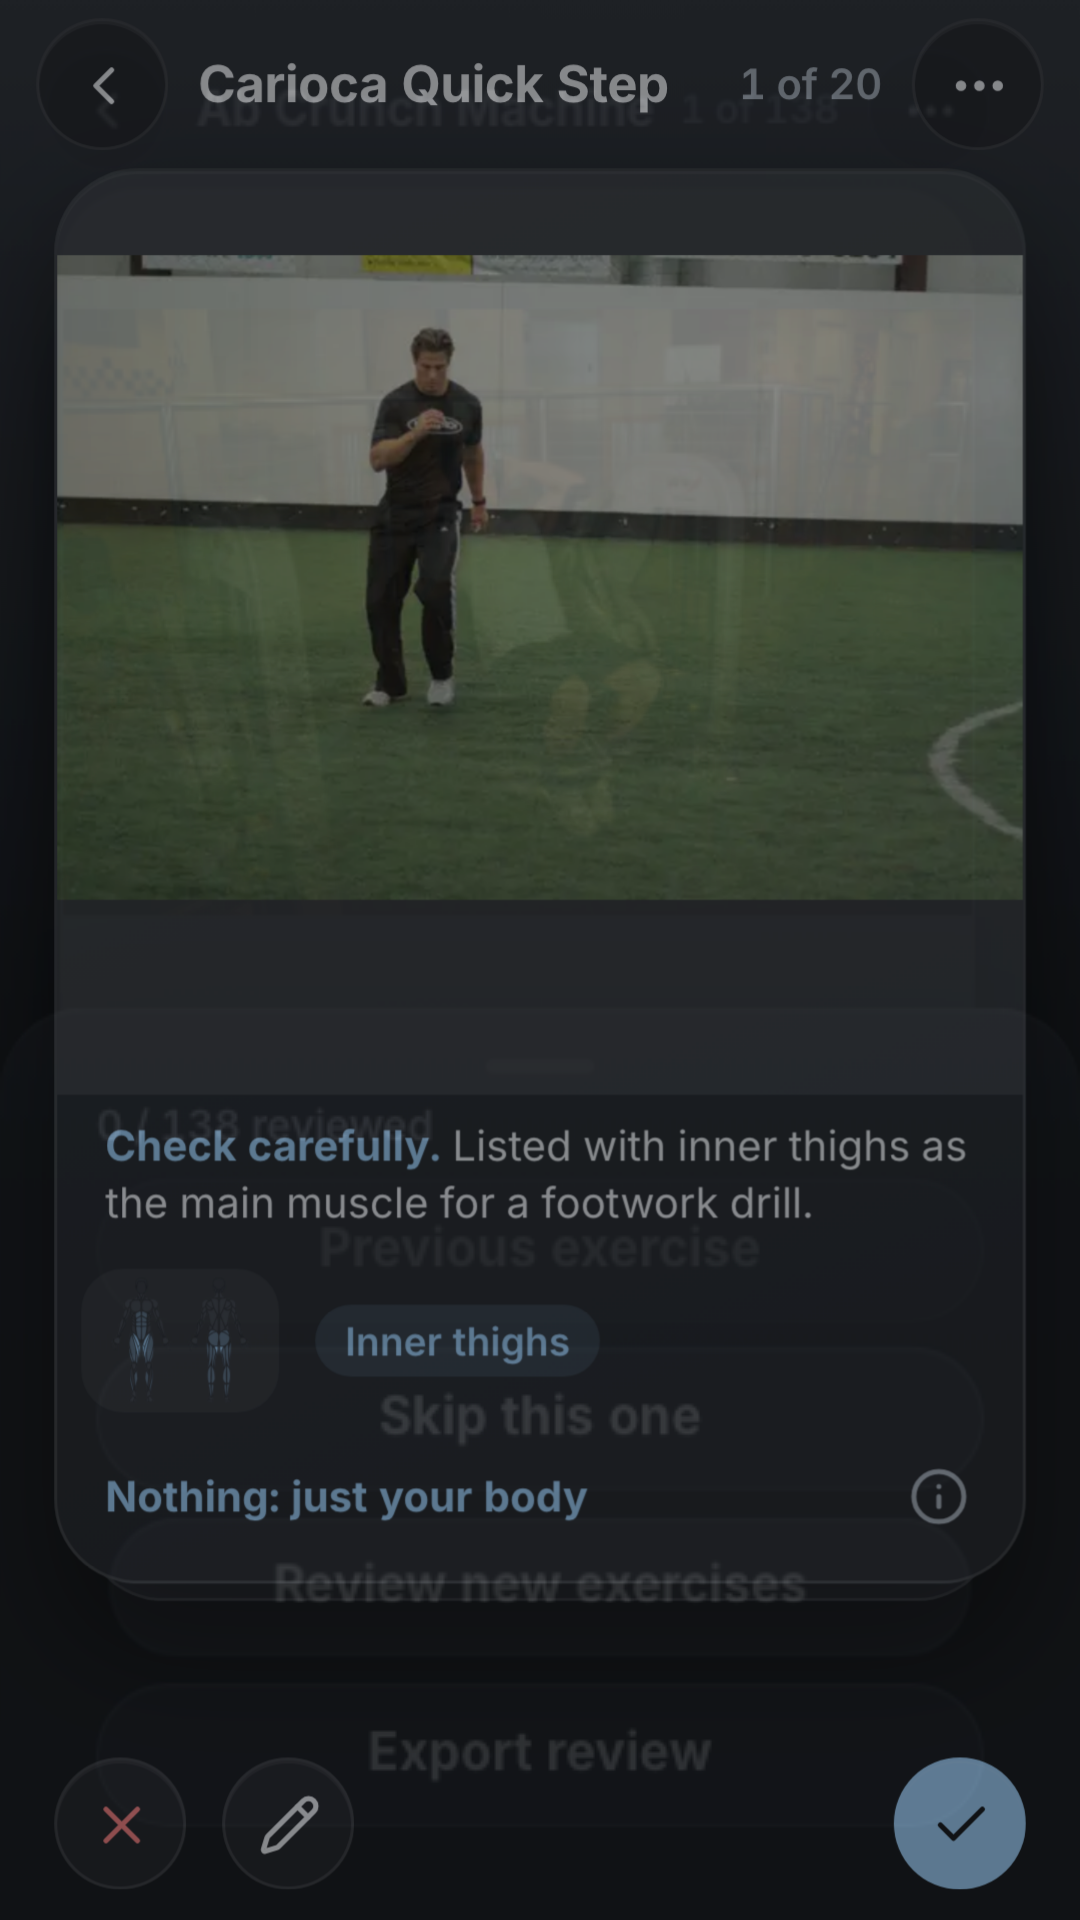 Carioca Quick Step
1 of 20
Ab Crunch Machine
1 of 138
0 / 138 reviewed
Check carefully. Listed with inner thighs as
the main muscle for a footwork drill.
Previous exercise
Inner thighs
Skip this one
Nothing: just your body
Review new exercises
Export review